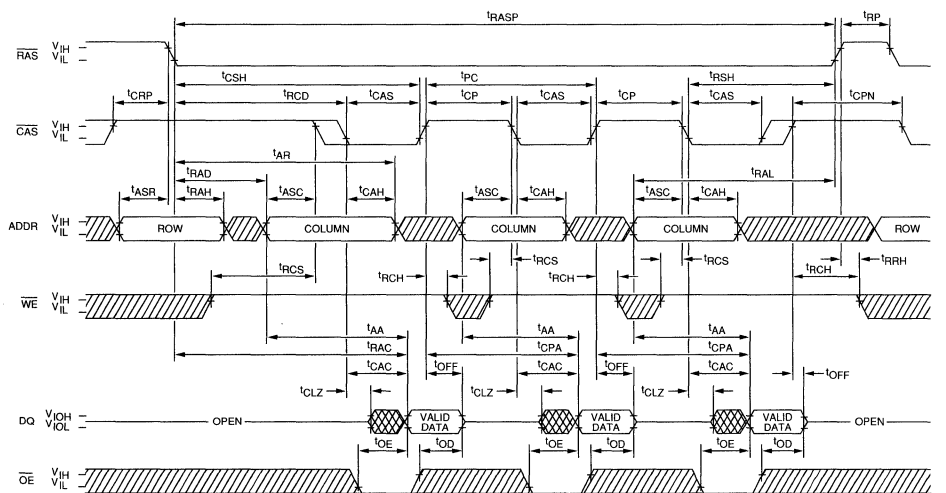 tRASP tRP
RAS VIH VIL
tCSH tPC tRSH
tCRP tRCD tCAS tCP tCAS tCP tCAS tCPN
CAS VIH VIL
tAR
tRAD tRAL
tASR tRAH tASC tCAH tASC tCAH tASC tCAH
ADDR VIH VIL ROW COLUMN COLUMN COLUMN ROW
tRCS tRCH tRCS tRCH tRCS tRCH tRRH
WE VIH VIL
tAA tAA tAA
tRAC tCPA tCPA
tCAC tOFF tCAC tOFF tCAC tOFF
tCLZ tCLZ tCLZ
DQ VIOH VIOL OPEN VALID DATA VALID DATA VALID DATA OPEN
tOE tOD tOE tOD tOE tOD
OE VIH VIL